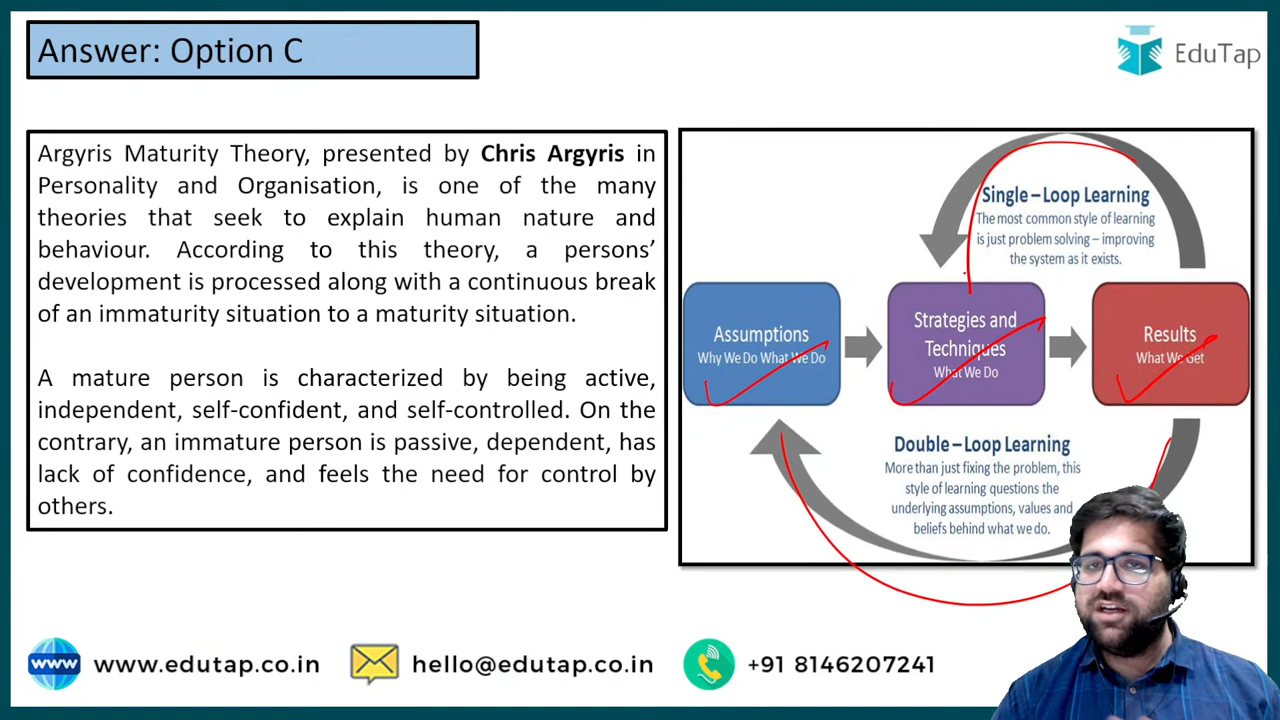 Answer: Option C
EduTap
Argyris Maturity Theory, presented by Chris Argyris in
Personality and Organisation, is one of the many
theories that seek to explain human nature and
behaviour. According to this theory, a persons’
development is processed along with a continuous break
of an immaturity situation to a maturity situation.
A mature person is characterized by being active,
independent, self-confident, and self-controlled. On the
contrary, an immature person is passive, dependent, has
lack of confidence, and feels the need for control by
others.
Single – Loop Learning
The most common style of learning
is just problem solving – improving
the system as it exists.
Assumptions
Why We Do What We Do
Strategies and
Techniques
What We Do
Results
What We Get
Double – Loop Learning
More than just fixing the problem, this
style of learning questions the
underlying assumptions, values and
beliefs behind what we do.
www
www.edutap.co.in
hello@edutap.co.in
+91 8146207241